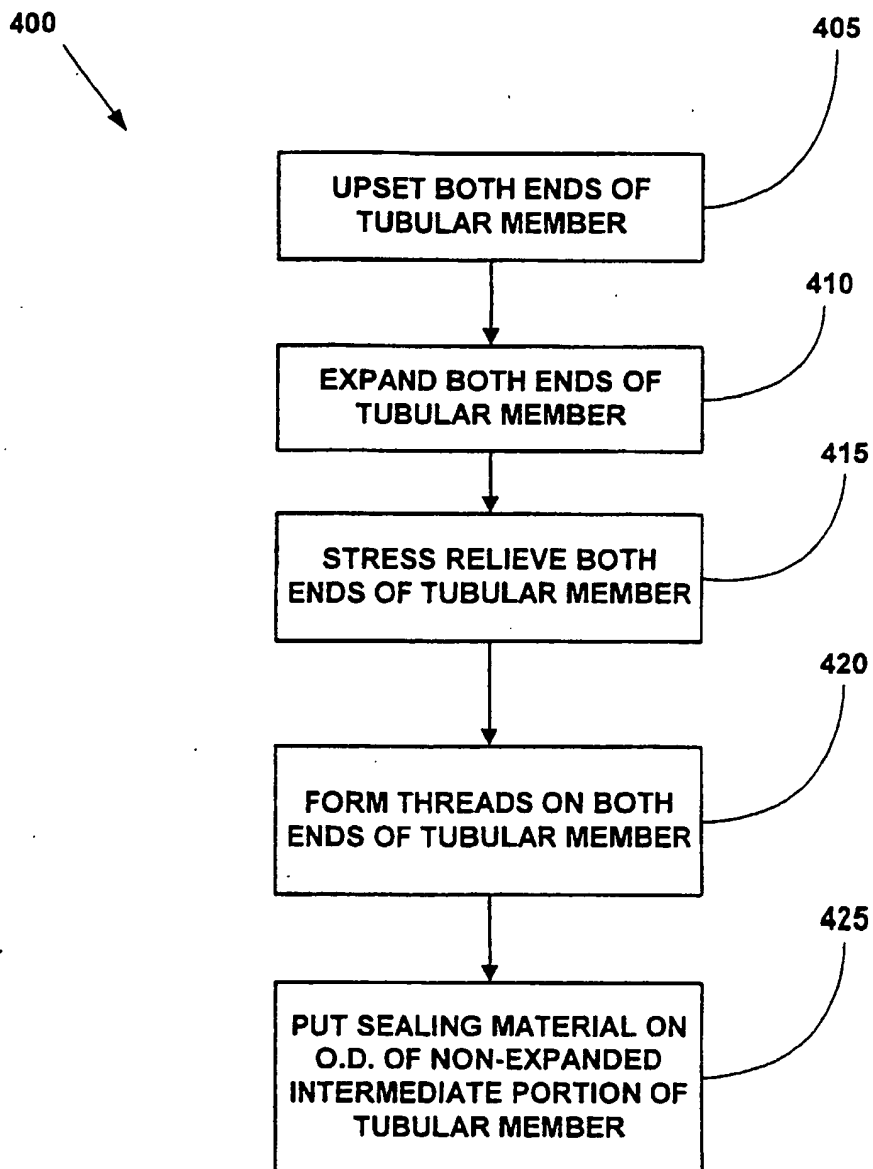 400
405
UPSET BOTH ENDS OF
TUBULAR MEMBER
410
EXPAND BOTH ENDS OF
TUBULAR MEMBER
415
STRESS RELIEVE BOTH
ENDS OF TUBULAR MEMBER
420
FORM THREADS ON BOTH
ENDS OF TUBULAR MEMBER
425
PUT SEALING MATERIAL ON
O.D. OF NON-EXPANDED
INTERMEDIATE PORTION OF
TUBULAR MEMBER